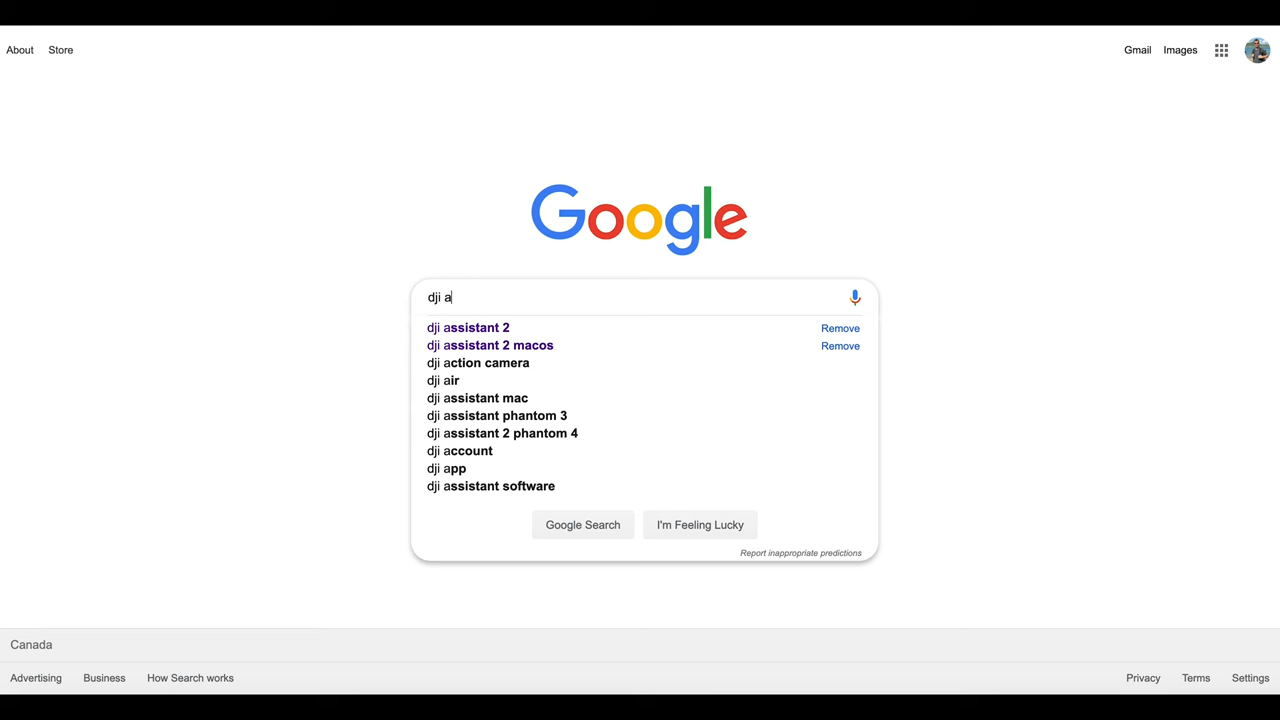 About Store Gmail Images
Google
dji a
dji assistant 2 Remove
dji assistant 2 macos Remove
dji action camera
dji air
dji assistant mac
dji assistant phantom 3
dji assistant 2 phantom 4
dji account
dji app
dji assistant software
Google Search I'm Feeling Lucky
Report inappropriate predictions
Canada
Advertising Business How Search works Privacy Terms Settings